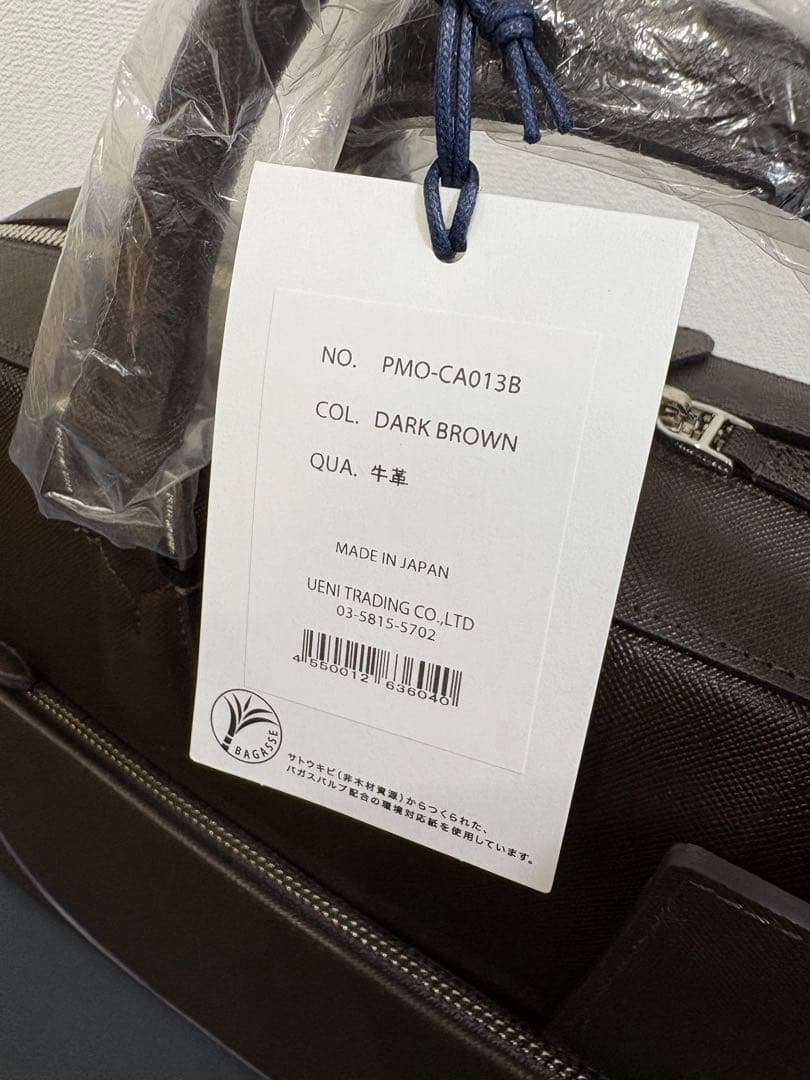 NO. PMO-CA013B
COL. DARK BROWN
QUA. 牛革
MADE IN JAPAN
UENI TRADING CO.,LTD
03-5815-5702
4 550012 636040
BAGASSE
サトウキビ(非木材資源)からつくられた、
バガスパルプ配合の環境対応紙を使用しています。